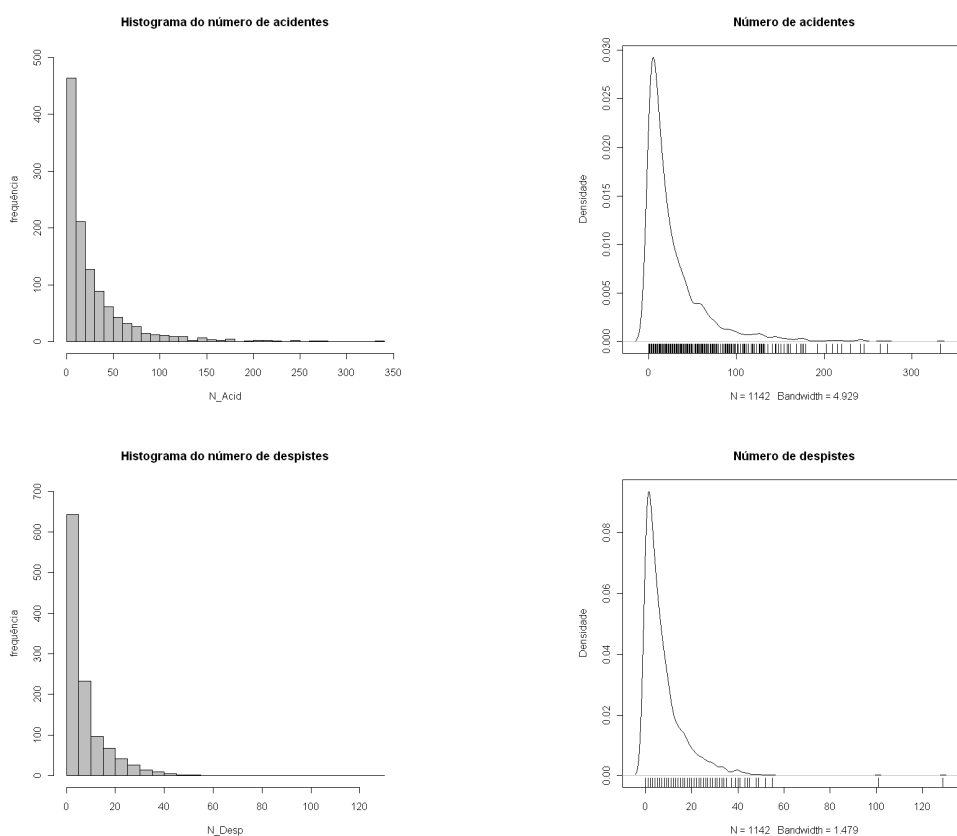 Histograma do número de acidentes
frequência
500
400
300
200
100
0
0 50 100 150 200 250 300 350
N_Acid
Número de acidentes
Densidade
0.030
0.025
0.020
0.015
0.010
0.005
0.000
0 100 200 300
N = 1142 Bandwidth = 4.929
Histograma do número de despistes
frequência
700
600
500
400
300
200
100
0
0 20 40 60 80 100 120
N_Desp
Número de despistes
Densidade
0.08
0.06
0.04
0.02
0.00
0 20 40 60 80 100 120
N = 1142 Bandwidth = 1.479